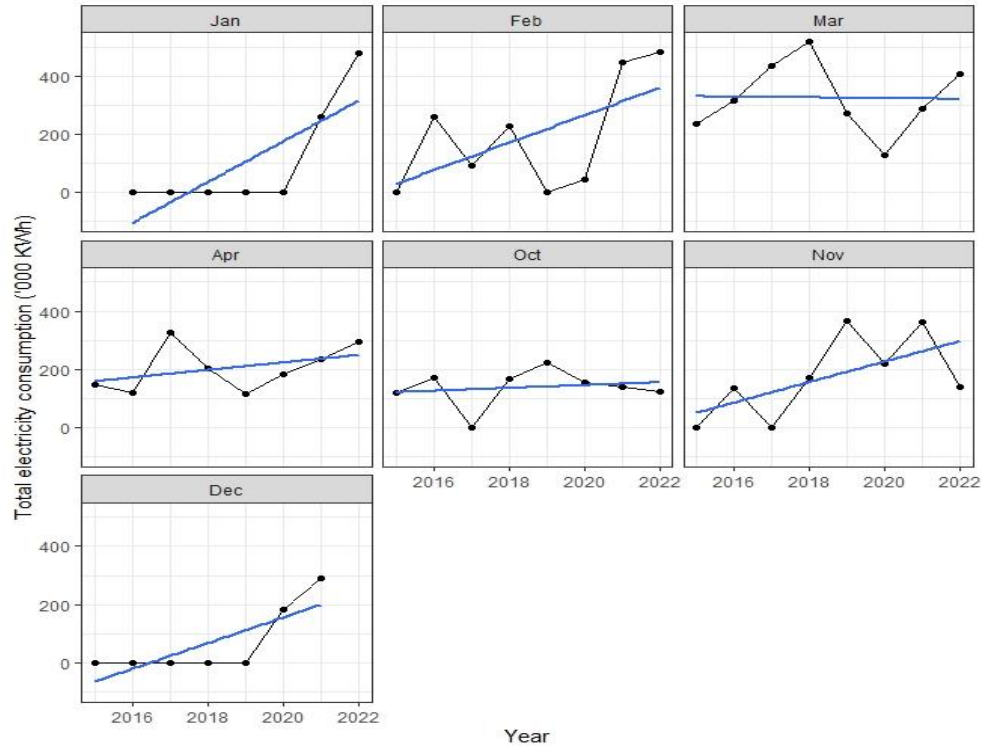 Jan Feb Mar
400
200
0
Apr Oct Nov
400
200
0
2016 2018 2020 2022 2016 2018 2020 2022
Dec
400
200
0
2016 2018 2020 2022
Year
Total electricity consumption ('000 KWh)